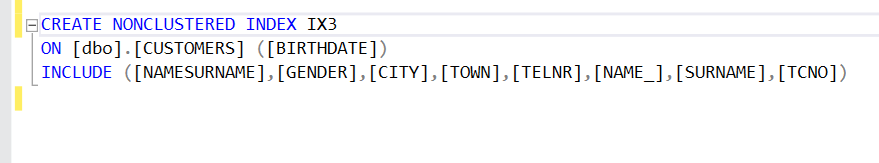 CREATE NONCLUSTERED INDEX IX3
ON [dbo].[CUSTOMERS] ([BIRTHDATE])
INCLUDE ([NAMESURNAME],[GENDER],[CITY],[TOWN],[TELNR],[NAME_],[SURNAME],[TCNO])